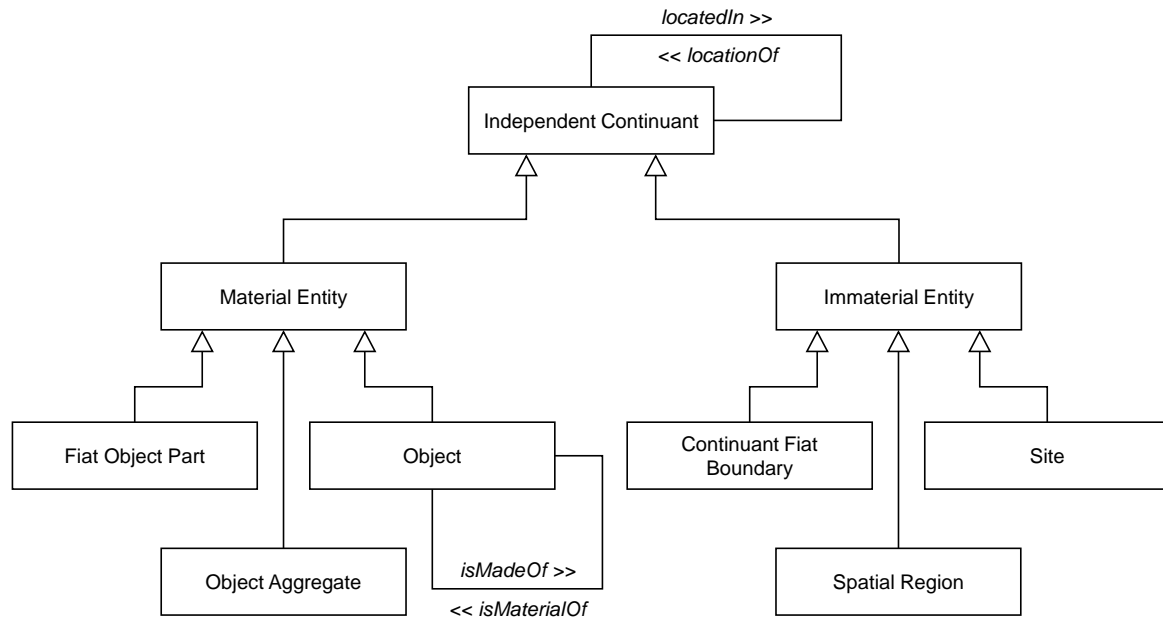 locatedIn >>
<< locationOf
Independent Continuant
Material Entity
Immaterial Entity
Fiat Object Part
Object
Continuant Fiat
Boundary
Site
Object Aggregate
isMadeOf >>
<< isMaterialOf
Spatial Region